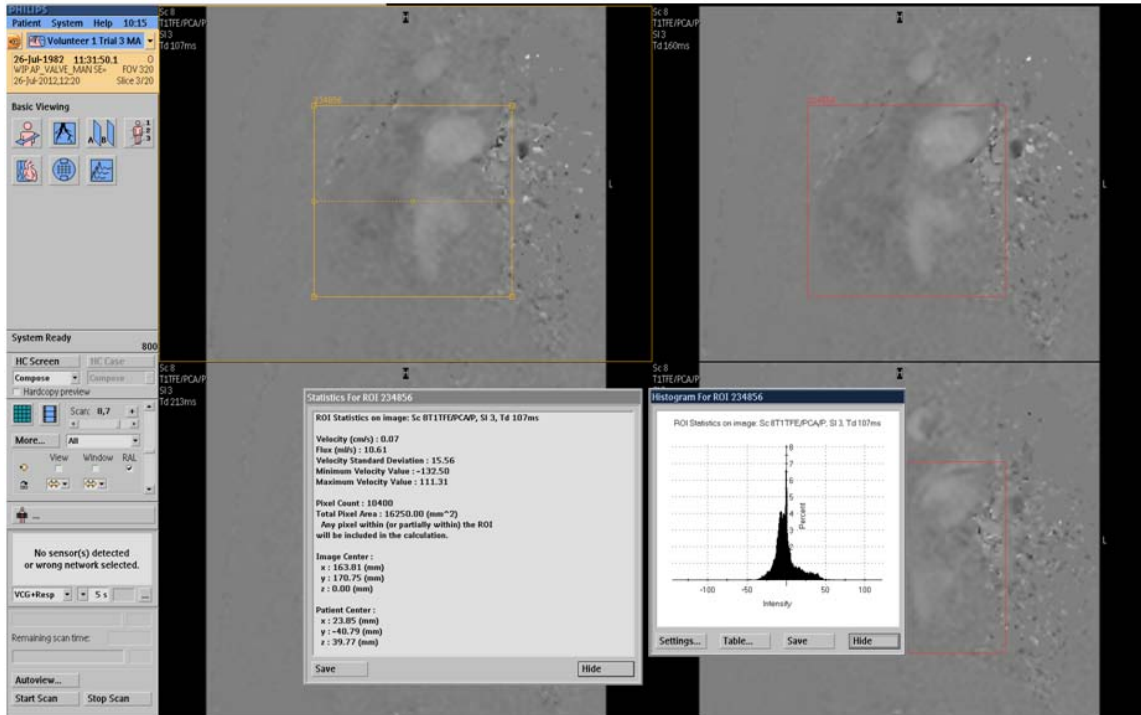 PHILIPS
Patient System Help 10:15
Volunteer 1 Trial 3 MA
26-Jul-1982 11:31:50.1 O
WIP AP_VALVE_MAN SE» FOV 320
26-Jul-2012,12:20 Slice 3/20
Basic Viewing
A B
1
2
3
System Ready
800
HC Screen HC Case
Compose Compose
Hardcopy preview
Scan: 8,7 +
More... All
View Window RAL
...
No sensor(s) detected
or wrong network selected.
VCG+Resp 5 s ...
Remaining scan time:
Autoview...
Start Scan Stop Scan
Sc 8
T1TFE/PCA/P
Sl 3
Td 107ms
234856
Sc 8
T1TFE/PCA/P
Sl 3
Td 160ms
234856
L
L
Sc 8
T1TFE/PCA/P
Sl 3
Td 213ms
Sc 8
T1TFE/PCA/P
L
Statistics For ROI 234856
ROI Statistics on image: Sc 8T1TFE/PCA/P, Sl 3, Td 107ms
Velocity (cm/s) : 0.07
Flux (ml/s) : 10.61
Velocity Standard Deviation : 15.56
Minimum Velocity Value : -132.50
Maximum Velocity Value : 111.31
Pixel Count : 10400
Total Pixel Area : 16250.00 (mm^2)
Any pixel within (or partially within) the ROI
will be included in the calculation.
Image Center :
x : 163.81 (mm)
y : 170.75 (mm)
z : 0.00 (mm)
Patient Center :
x : 23.85 (mm)
y : -40.79 (mm)
z : 39.77 (mm)
Save Hide
Histogram For ROI 234856
ROI Statistics on image: Sc 8T1TFE/PCA/P, Sl 3, Td 107ms
8
7
6
5
4
3
2
Percent
-100 -50 0 50 100
Intensity
Settings... Table... Save Hide